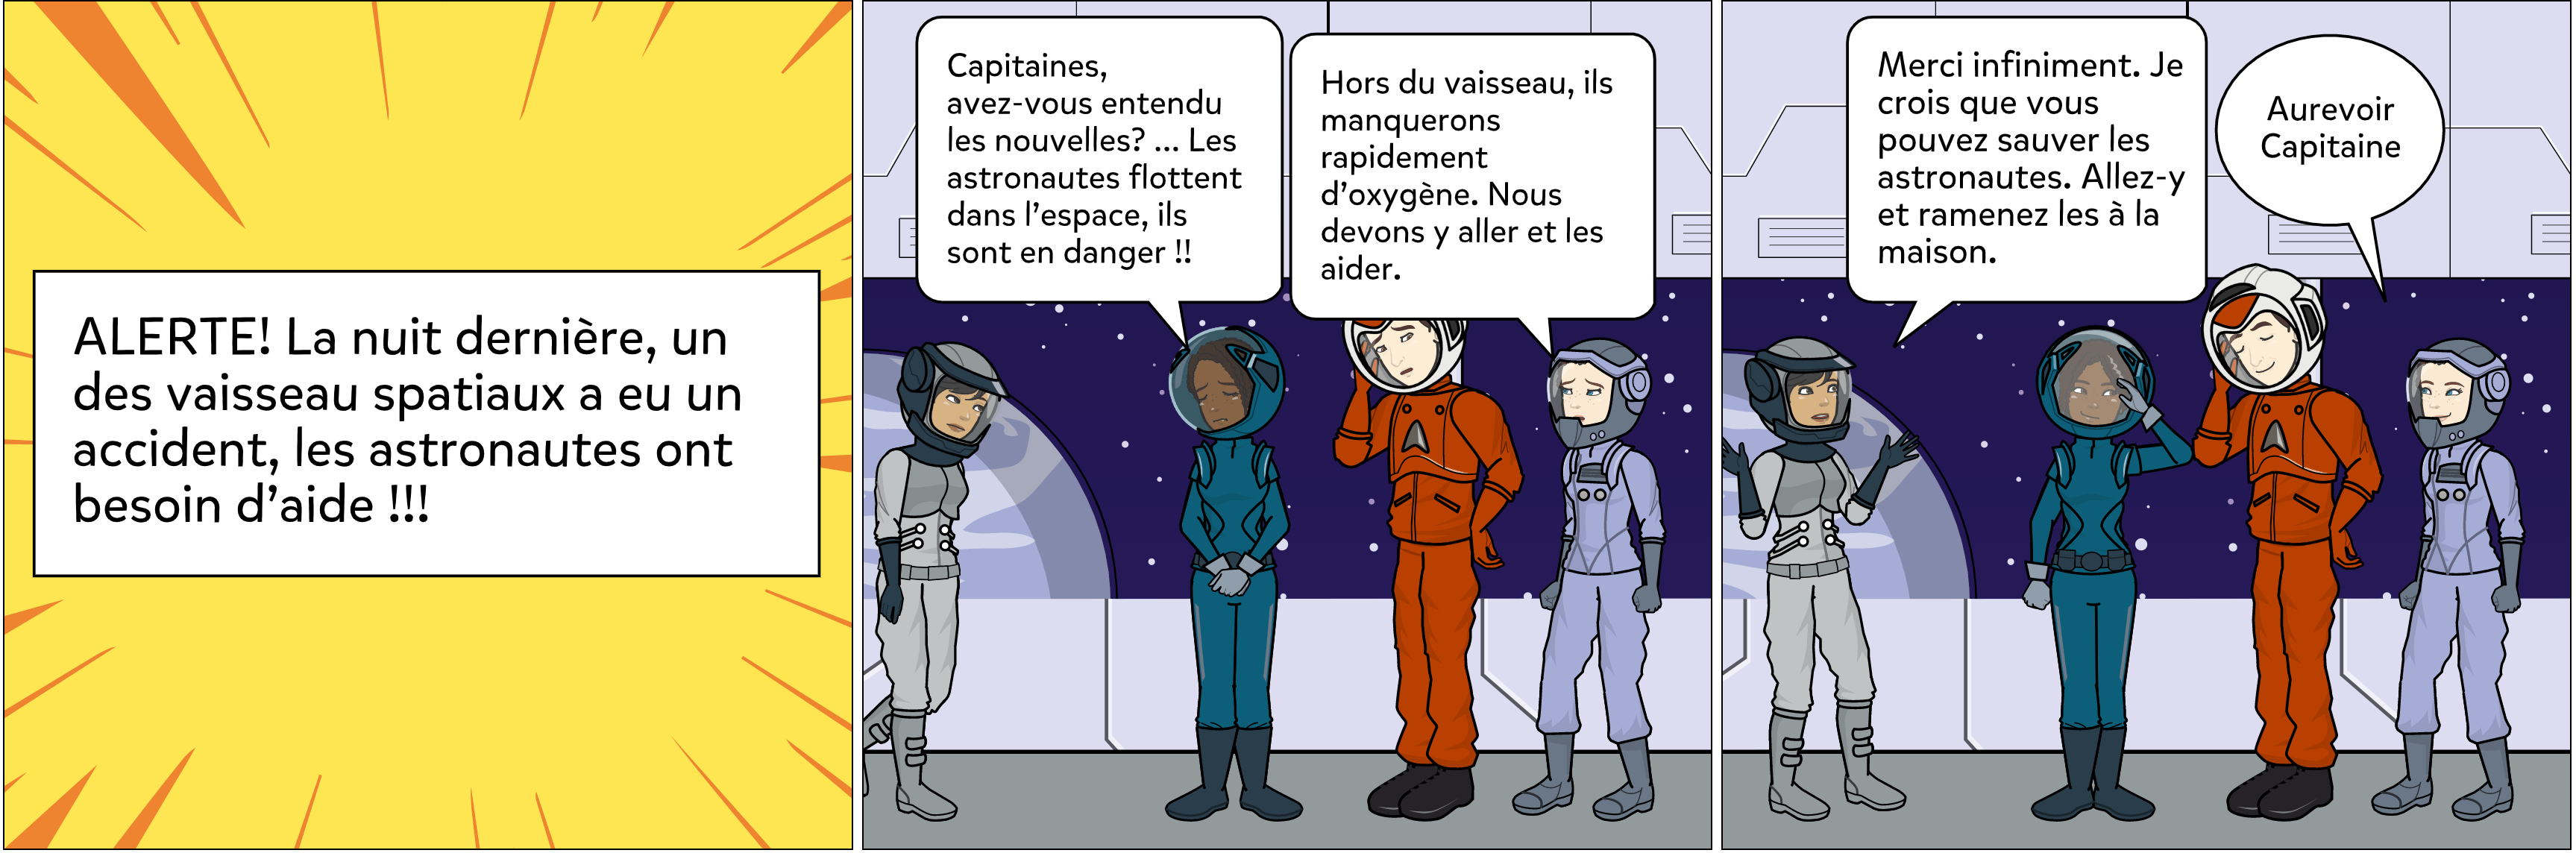 ALERTE! La nuit dernière, un
des vaisseau spatiaux a eu un
accident, les astronautes ont
besoin d’aide !!!
Capitaines,
avez-vous entendu
les nouvelles? ... Les
astronautes flottent
dans l’espace, ils
sont en danger !!
Hors du vaisseau, ils
manquerons
rapidement
d’oxygène. Nous
devons y aller et les
aider.
Merci infiniment. Je
crois que vous
pouvez sauver les
astronautes. Allez-y
et ramenez les à la
maison.
Aurevoir
Capitaine